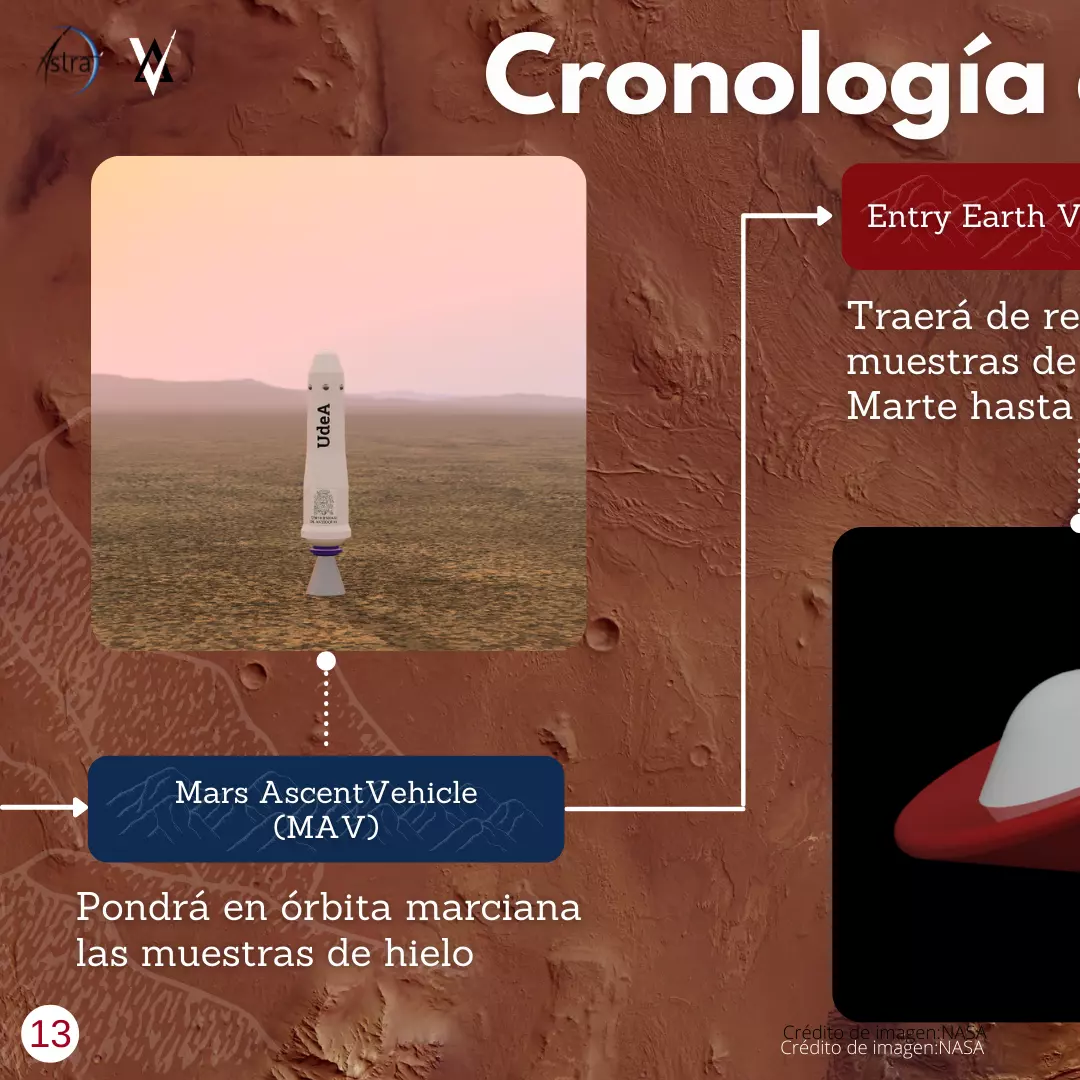 Astra
Cronología
Entry Earth V
Traerá de re
muestras de
Marte hasta
UdeA
Mars AscentVehicle
(MAV)
Pondrá en órbita marciana
las muestras de hielo
13
Crédito de imagen:NASA
Crédito de imagen:NASA